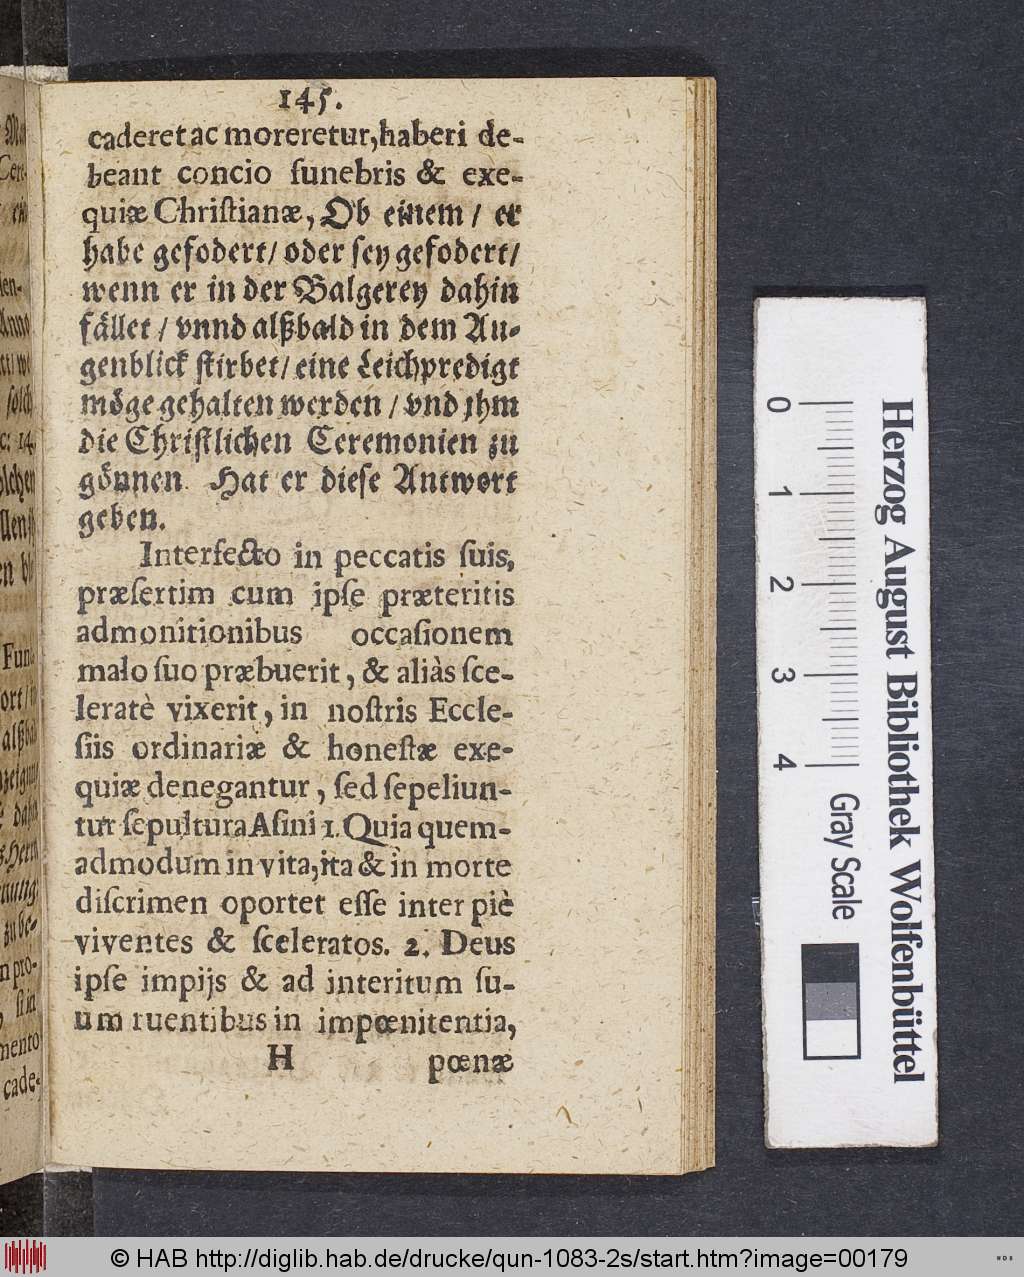 145.
caderet ac moreretur, haberi de-
beant concio funebris & exe-
quiæ Chriſtianæ, Ob einem / er
habe gefodert / oder ſey gefodert /
wenn er in der Balgerey dahin
fället / vnnd alßbald in dem Au-
genblick ſtirbet / eine Leichpredigt
möge gehalten werden / vnd jhm
die Chriſtlichen Ceremonien zu
gönnen. Hat er dieſe Antwort
geben.
Interfecto in peccatis ſuis,
præſertim cum ipſe præteritis
admonitionibus occaſionem
malo ſuo præbuerit, & aliàs ſce-
leratè vixerit, in noſtris Eccle-
ſiis ordinariæ & honeſtæ exe-
quiæ denegantur, ſed ſepeliun-
tur ſepultura Aſini 1. Quia quem-
admodum in vita, ita & in morte
diſcrimen oportet eſſe inter piè
viventes & ſceleratos. 2. Deus
ipſe impijs & ad interitum ſu-
um ruentibus in impœnitentia,
H pœnæ
cade-
Herzog August Bibliothek Wolfenbüttel
0 1 2 3 4 Gray Scale
© HAB http://diglib.hab.de/drucke/qun-1083-2s/start.htm?image=00179